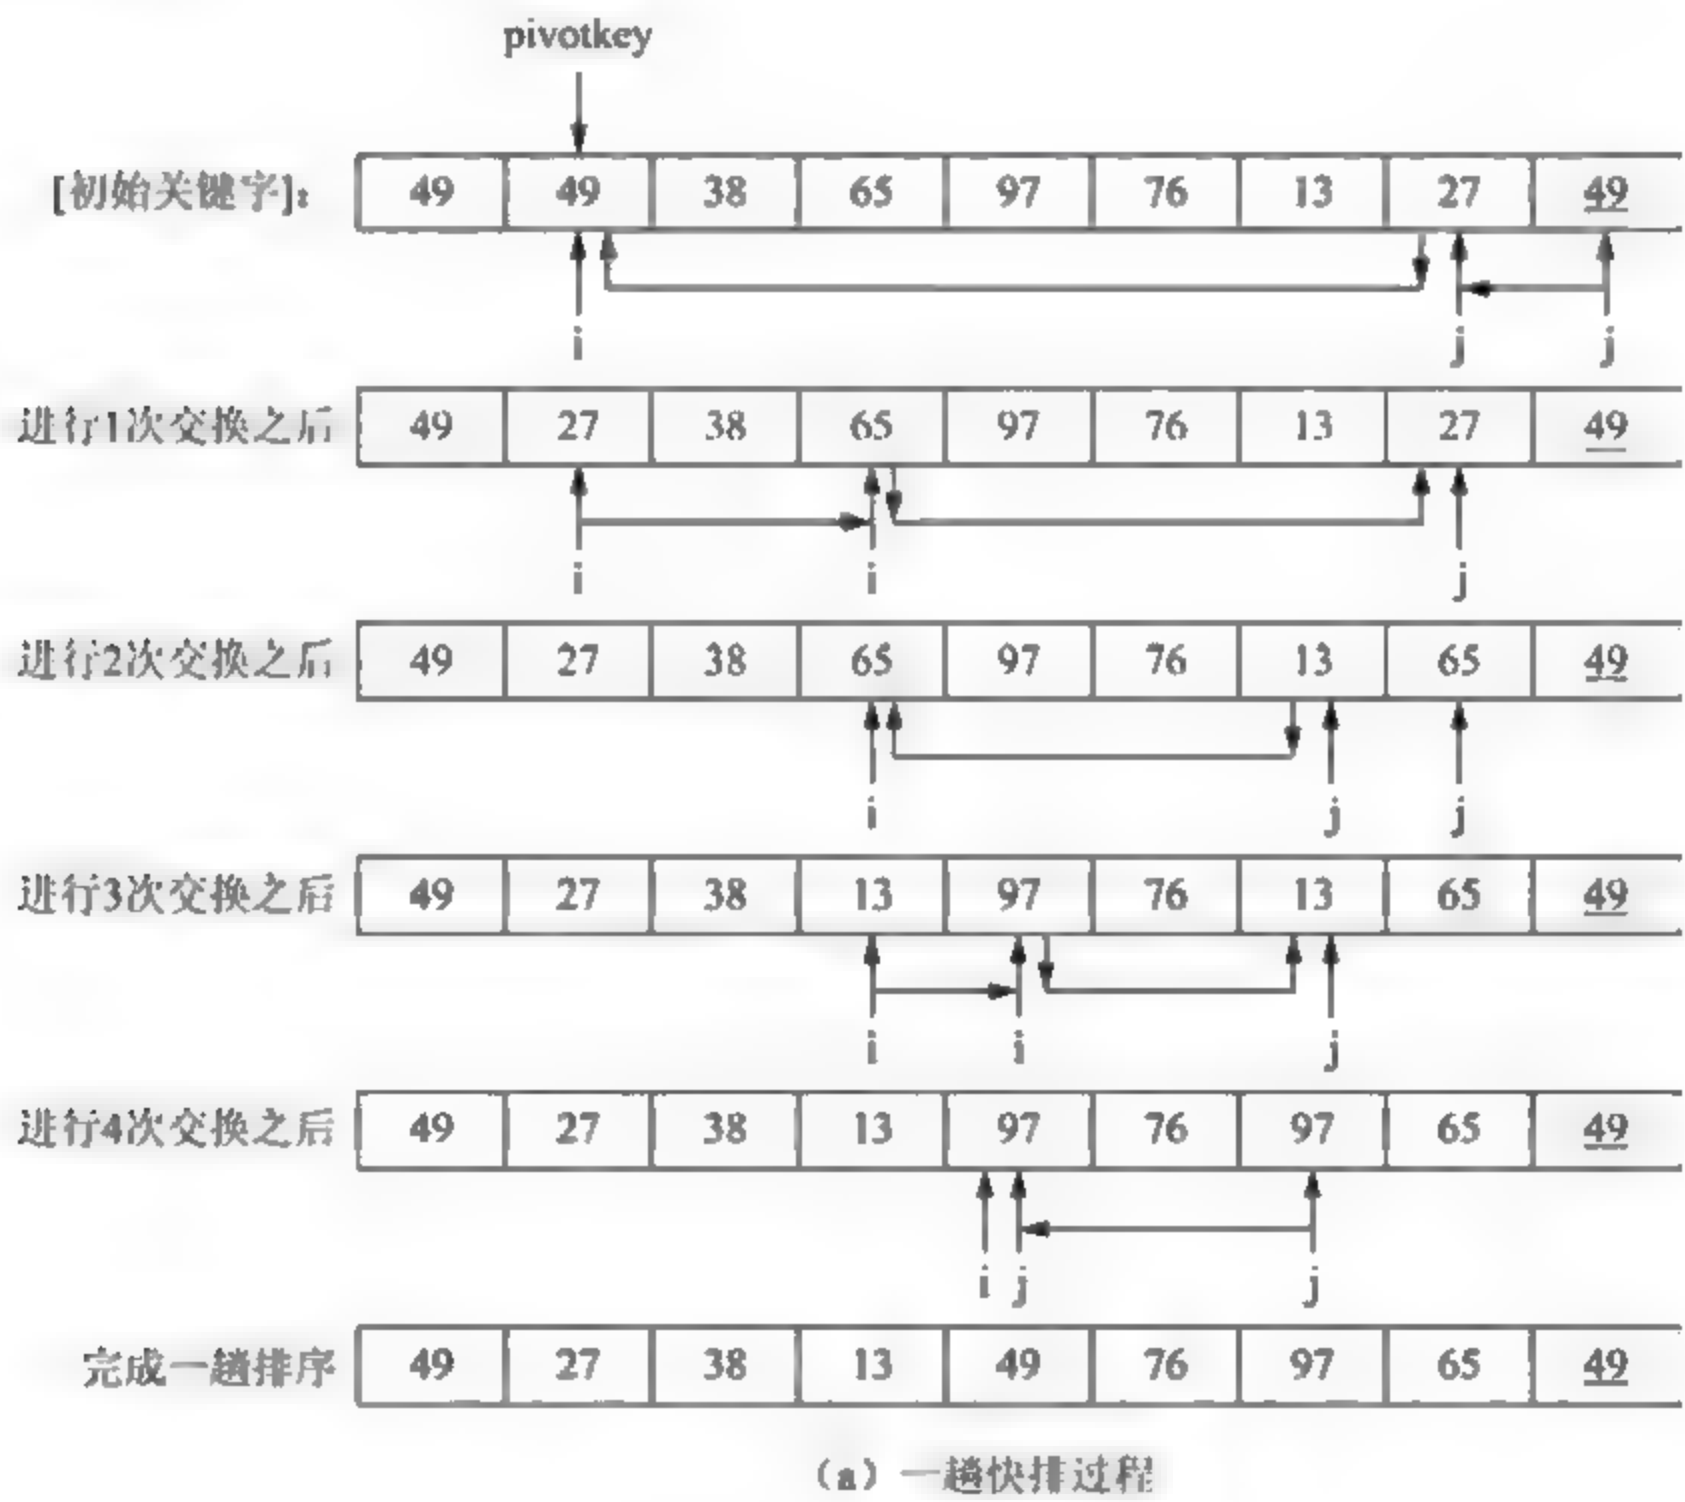 pivotkey
[初始关键字]: 49 49 38 65 97 76 13 27 49
i j j
进行1次交换之后 49 27 38 65 97 76 13 27 49
i i j
进行2次交换之后 49 27 38 65 97 76 13 65 49
i j j
进行3次交换之后 49 27 38 13 97 76 13 65 49
i i j
进行4次交换之后 49 27 38 13 97 76 97 65 49
i j j
完成一趟排序 49 27 38 13 49 76 97 65 49
(a) 一趟快排过程